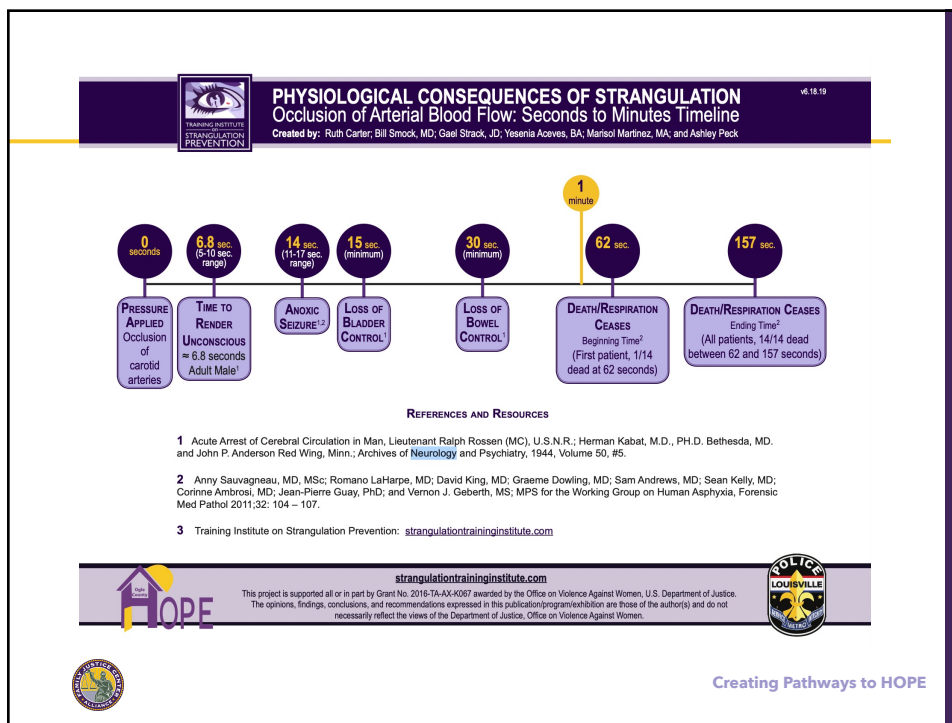 TRAINING INSTITUTE
on
STRANGULATION
PREVENTION
PHYSIOLOGICAL CONSEQUENCES OF STRANGULATION
Occlusion of Arterial Blood Flow: Seconds to Minutes Timeline
Created by: Ruth Carter; Bill Smock, MD; Gael Strack, JD; Yesenia Aceves, BA; Marisol Martinez, MA; and Ashley Peck
v6.18.19
1
minute
0
seconds
6.8 sec.
(5-10 sec.
range)
14 sec.
(11-17 sec.
range)
15 sec.
(minimum)
30 sec.
(minimum)
62 sec.
157 sec.
PRESSURE
APPLIED
Occlusion
of
carotid
arteries
TIME TO
RENDER
UNCONSCIOUS
≈ 6.8 seconds
Adult Male1
ANOXIC
SEIZURE1,2
LOSS OF
BLADDER
CONTROL1
LOSS OF
BOWEL
CONTROL1
DEATH/RESPIRATION
CEASES
Beginning Time2
(First patient, 1/14
dead at 62 seconds)
DEATH/RESPIRATION CEASES
Ending Time2
(All patients, 14/14 dead
between 62 and 157 seconds)
REFERENCES AND RESOURCES
1 Acute Arrest of Cerebral Circulation in Man, Lieutenant Ralph Rossen (MC), U.S.N.R.; Herman Kabat, M.D., PH.D. Bethesda, MD.
and John P. Anderson Red Wing, Minn.; Archives of Neurology and Psychiatry, 1944, Volume 50, #5.
2 Anny Sauvagneau, MD, MSc; Romano LaHarpe, MD; David King, MD; Graeme Dowling, MD; Sam Andrews, MD; Sean Kelly, MD;
Corinne Ambrosi, MD; Jean-Pierre Guay, PhD; and Vernon J. Geberth, MS; MPS for the Working Group on Human Asphyxia, Forensic
Med Pathol 2011;32: 104 – 107.
3 Training Institute on Strangulation Prevention: strangulationtraininginstitute.com
Ogle
County
HOPE
strangulationtraininginstitute.com
This project is supported all or in part by Grant No. 2016-TA-AX-K067 awarded by the Office on Violence Against Women, U.S. Department of Justice.
The opinions, findings, conclusions, and recommendations expressed in this publication/program/exhibition are those of the author(s) and do not
necessarily reflect the views of the Department of Justice, Office on Violence Against Women.
POLICE
LOUISVILLE
METRO
FAMILY JUSTICE CENTER
ALLIANCE
Creating Pathways to HOPE